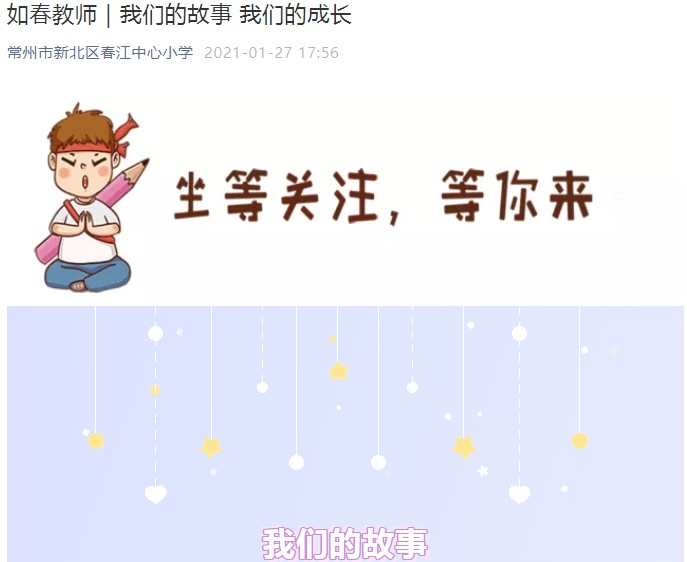 如春教师 | 我们的故事 我们的成长
常州市新北区春江中心小学 2021-01-27 17:56
坐等关注，等你来
我们的故事